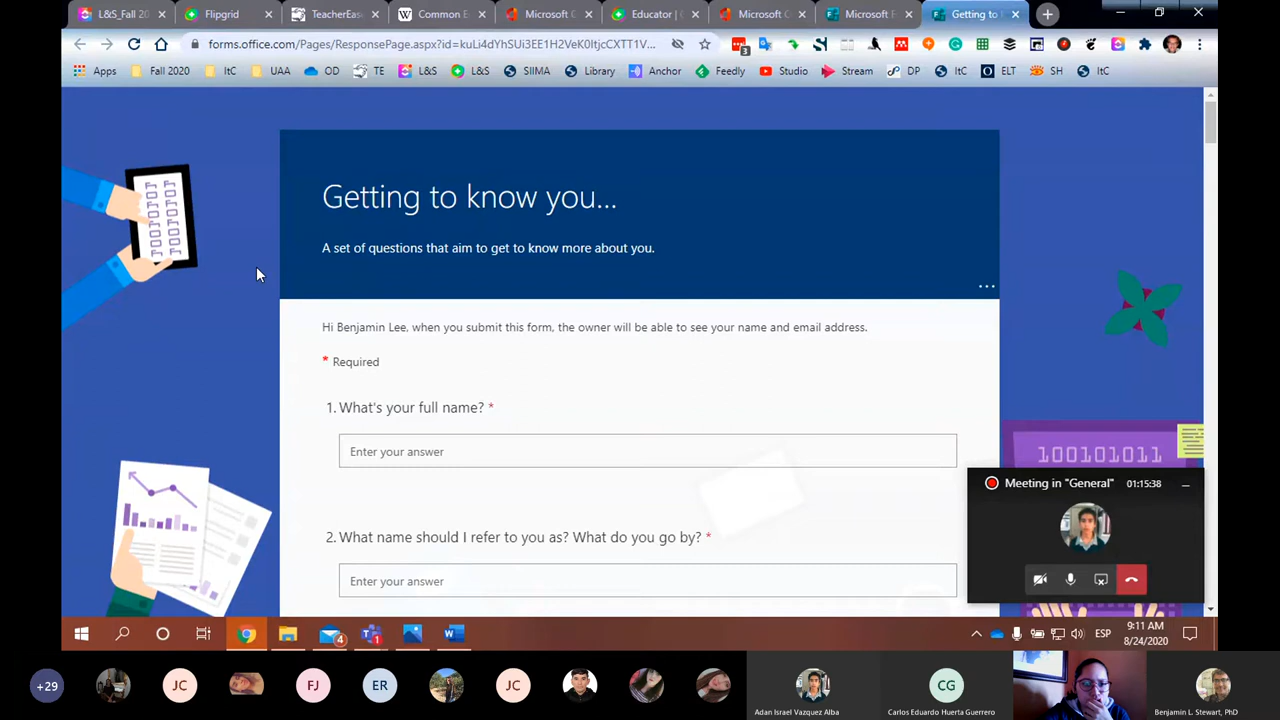 L&S_Fall 20
Flipgrid
TeacherEas
Common E
Microsoft C
Educator | (
Microsoft C
Microsoft F
Getting to
forms.office.com/Pages/ResponsePage.aspx?id=kuLi4dYhSUi3EE1H2VeK0ItjcCXTT1V...
3
Apps
Fall 2020
ItC
UAA
OD
TE
L&S
L&S
SIIMA
Library
Anchor
Feedly
Studio
Stream
DP
ItC
ELT
SH
ItC
Getting to know you...
A set of questions that aim to get to know more about you.
...
Hi Benjamin Lee, when you submit this form, the owner will be able to see your name and email address.
* Required
1. What's your full name? *
Enter your answer
2. What name should I refer to you as? What do you go by? *
Enter your answer
100101011
Meeting in "General" 01:15:38
4
1
ESP
9:11 AM
8/24/2020
+29
JC
FJ
ER
JC
CG
Adan Israel Vazquez Alba
Carlos Eduardo Huerta Guerrero
Benjamin L. Stewart, PhD